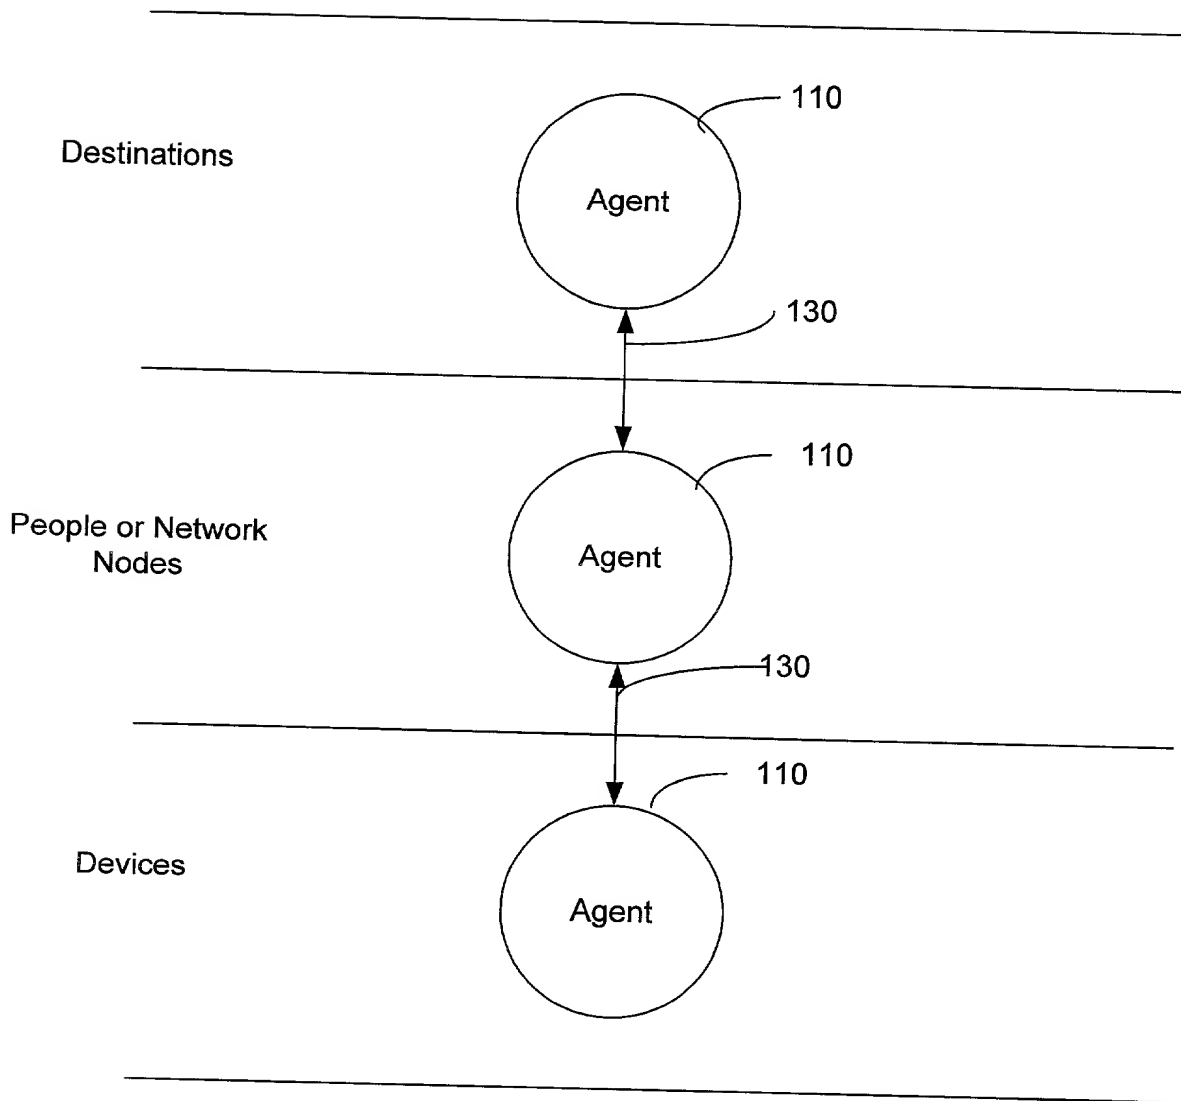 110
Destinations
Agent
130
110
People or Network
Nodes
Agent
130
110
Devices
Agent